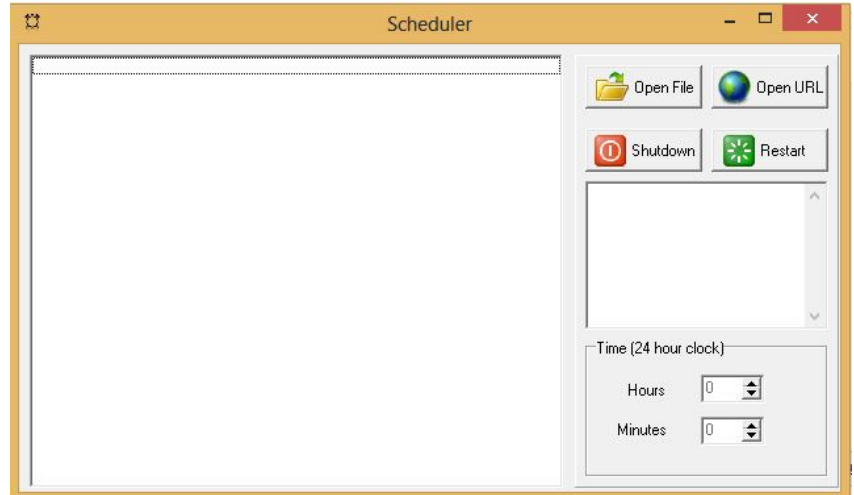 Scheduler
Open File
Open URL
Shutdown
Restart
Time (24 hour clock)
Hours 0
Minutes 0